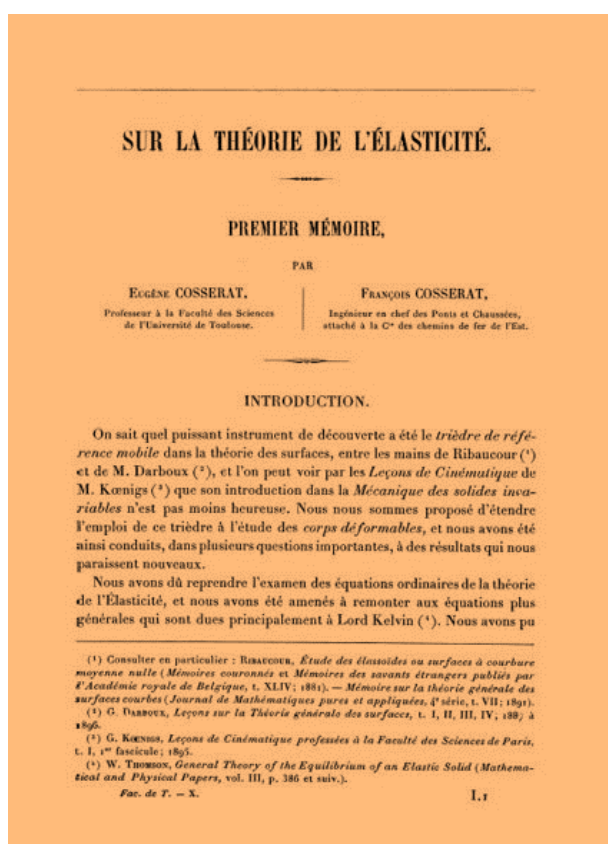 SUR LA THÉORIE DE L'ÉLASTICITÉ.
PREMIER MÉMOIRE,
PAR
EUGÈNE COSSERAT,
Professeur à la Faculté des Sciences
de l'Université de Toulouse.
FRANÇOIS COSSERAT,
Ingénieur en chef des Ponts et Chaussées,
attaché à la Cie des chemins de fer de l'Est.
INTRODUCTION.
On sait quel puissant instrument de découverte a été le trièdre de réfé-
rence mobile dans la théorie des surfaces, entre les mains de Ribaucour (¹)
et de M. Darboux (²), et l'on peut voir par les Leçons de Cinématique de
M. Kœnigs (³) que son introduction dans la Mécanique des solides inva-
riables n'est pas moins heureuse. Nous nous sommes proposé d'étendre
l'emploi de ce trièdre à l'étude des corps déformables, et nous avons été
ainsi conduits, dans plusieurs questions importantes, à des résultats qui nous
paraissent nouveaux.
Nous avons dû reprendre l'examen des équations ordinaires de la théorie
de l'Élasticité, et nous avons été amenés à remonter aux équations plus
générales qui sont dues principalement à Lord Kelvin (⁴). Nous avons pu
(¹) Consulter en particulier : RIBAUCOUR, Étude des élassoïdes ou surfaces à courbure
moyenne nulle (Mémoires couronnés et Mémoires des savants étrangers publiés par
l'Académie royale de Belgique, t. XLIV; 1881). — Mémoire sur la théorie générale des
surfaces courbes (Journal de Mathématiques pures et appliquées, 4e série, t. VII; 1891).
(²) G. DARBOUX, Leçons sur la Théorie générale des surfaces, t. I, II, III, IV; 1887 à
1896.
(³) G. KŒNIGS, Leçons de Cinématique professées à la Faculté des Sciences de Paris,
t. I, 1er fascicule; 1895.
(⁴) W. THOMSON, General Theory of the Equilibrium of an Elastic Solid (Mathema-
tical and Physical Papers, vol. III, p. 386 et suiv.).
Fac. de T. — X.
I.1